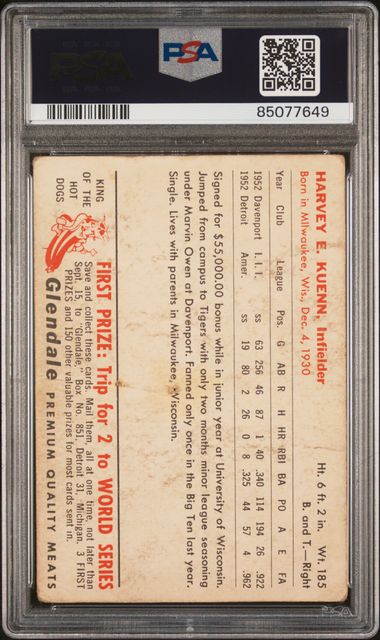 PSA
85077649
HARVEY E. KUENN: Infielder Ht. 6 ft. 2 in. Wt. 185
Born in Milwaukee, Wis., Dec. 4, 1930 B. and T.—Right
Year Club League Pos. G AB R H HR RBI BA PO A E FA
1952 Davenport I. I. I. ss 63 256 46 87 1 40 .340 114 194 26 .922
1952 Detroit Amer. ss 19 80 2 26 0 8 .325 44 57 4 .962
Signed for $55,000.00 bonus while in junior year at University of Wisconsin.
Jumped from campus to Tigers with only two months minor league seasoning
under Marvin Owen at Davenport. Fanned only once in the Big Ten last year.
Single. Lives with parents in Milwaukee, Wisconsin.
FIRST PRIZE: Trip for 2 to WORLD SERIES
Save and collect these cards. Mail them, all at one time, not later than
Sept. 15, to "Glendale," Box No. 851, Detroit 31, Michigan. 3 FIRST
PRIZES and 150 other valuable prizes for most cards sent in.
KING
OF THE
HOT
DOGS
Glendale PREMIUM QUALITY MEATS